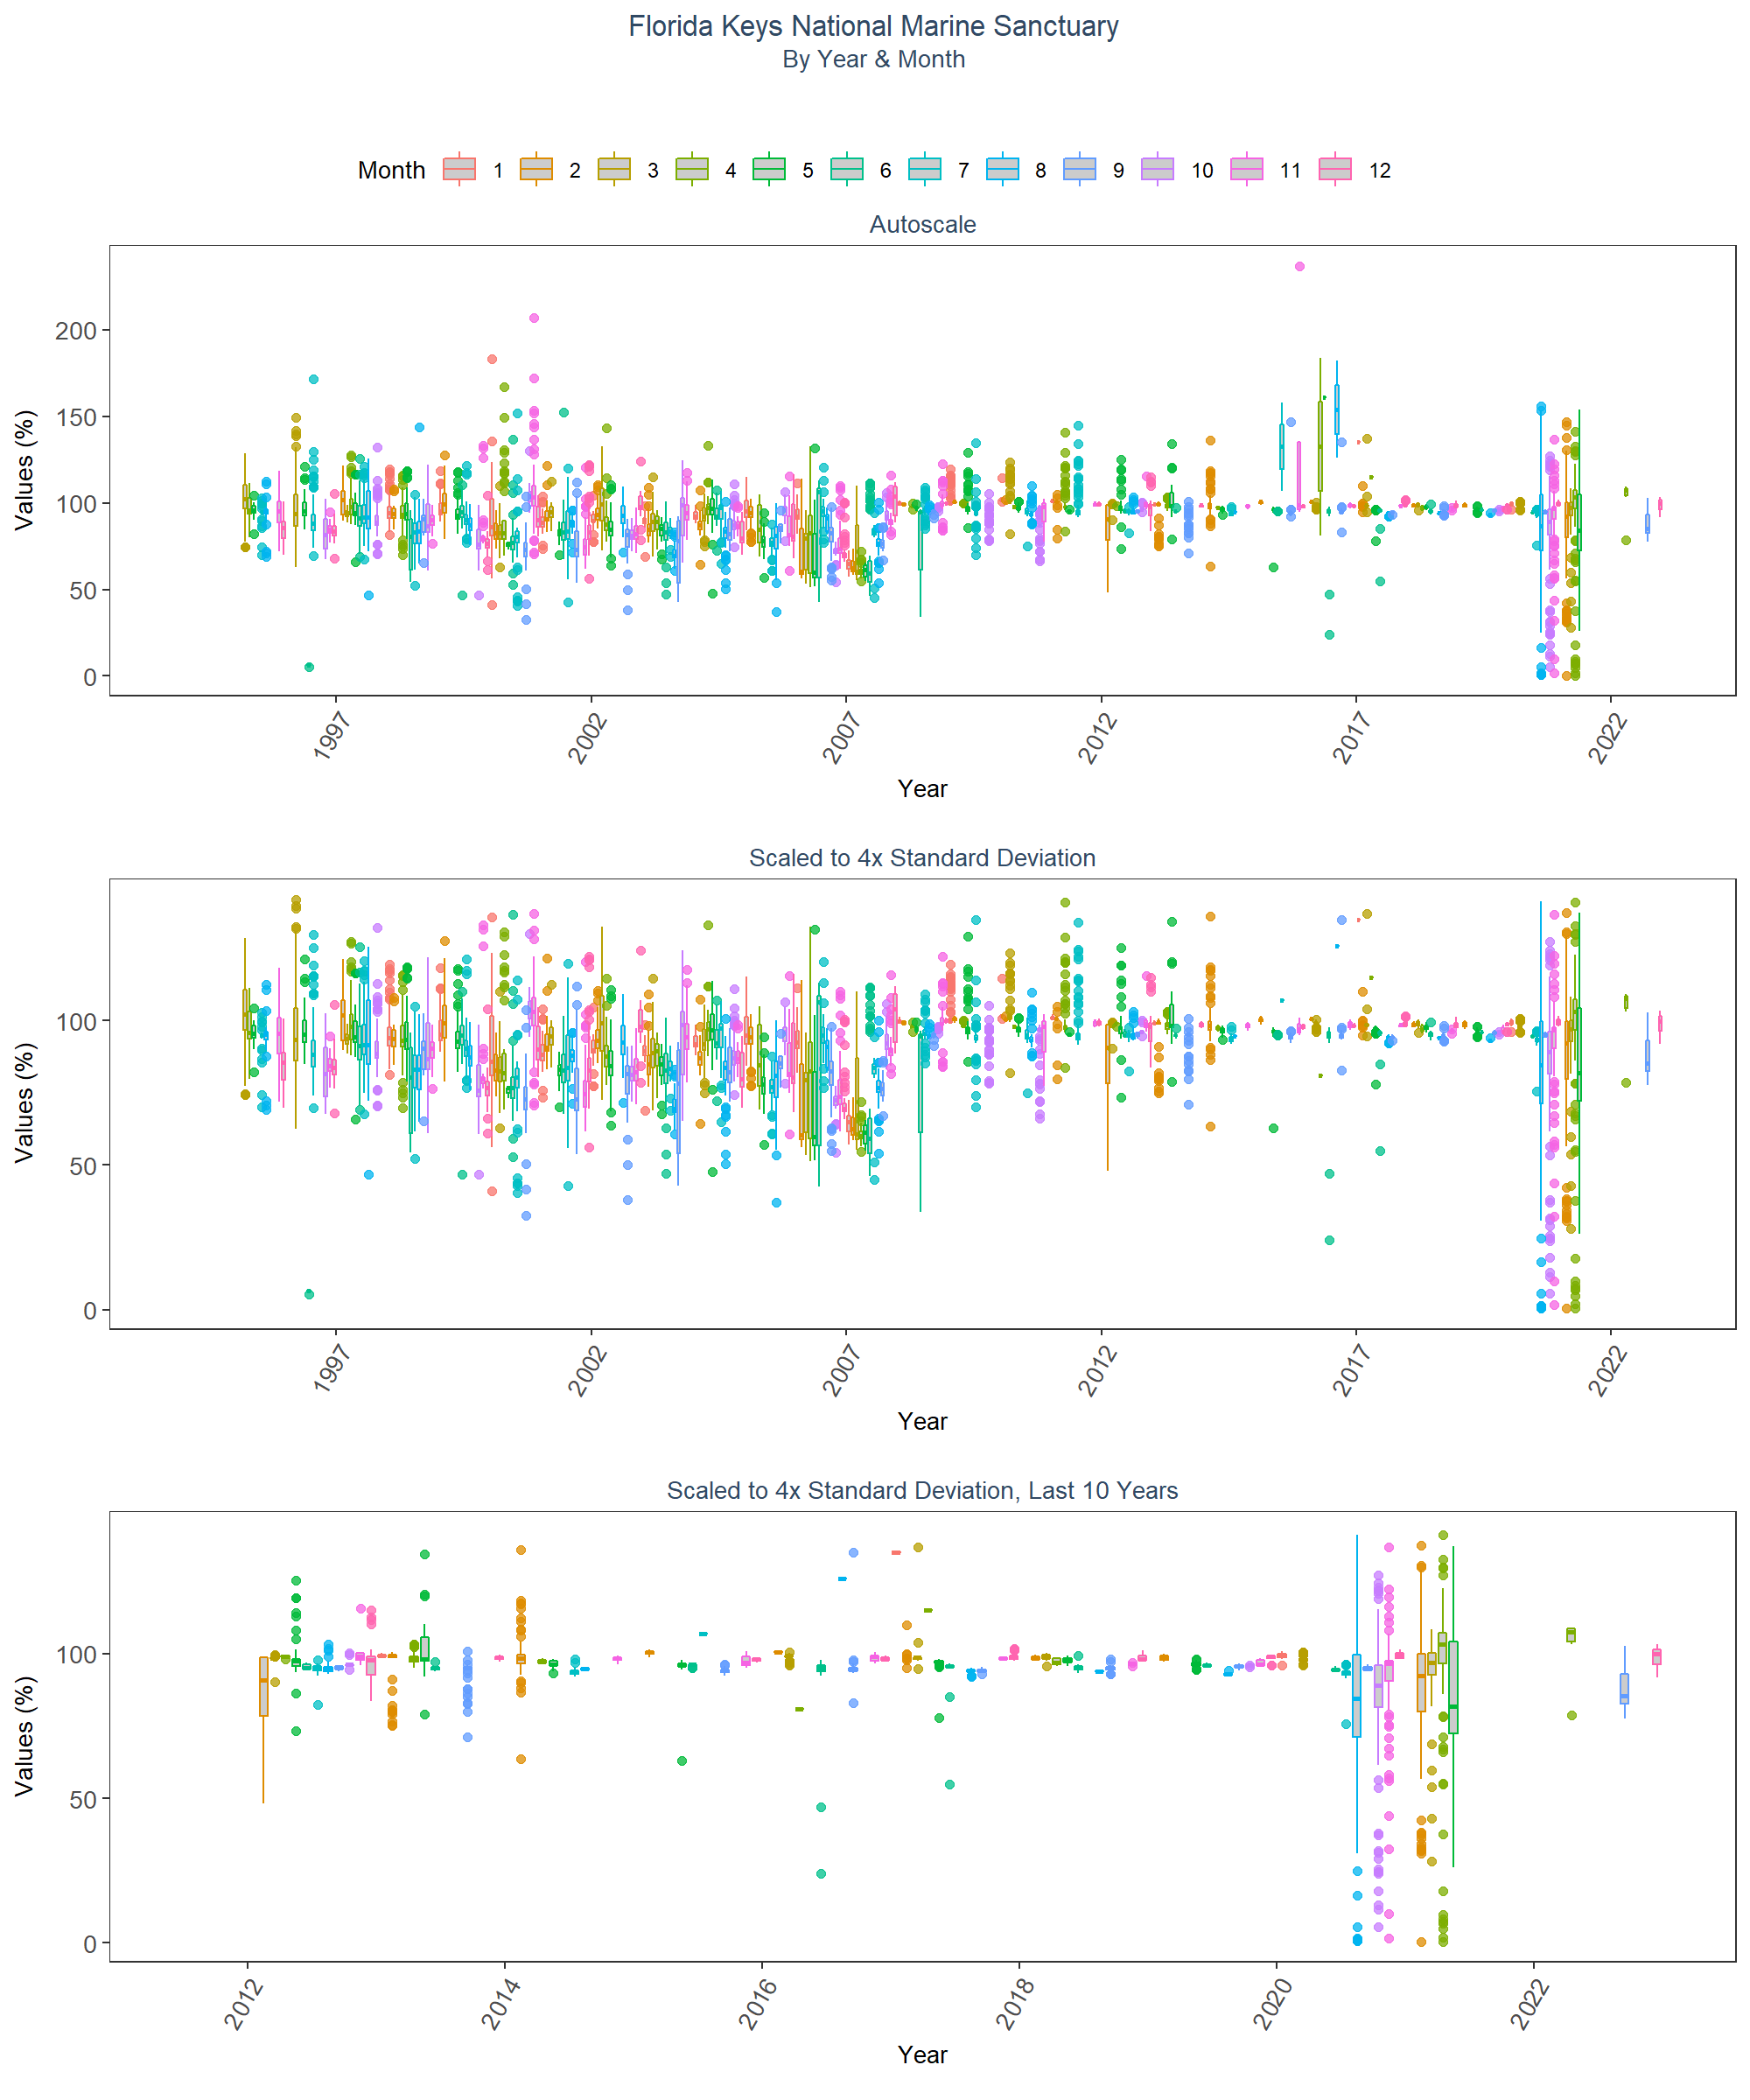 Florida Keys National Marine Sanctuary
By Year & Month
Month 1 2 3 4 5 6 7 8 9 10 11 12
Autoscale
Values (%)
200
150
100
50
0
1997 2002 2007 2012 2017 2022
Year
Scaled to 4x Standard Deviation
Values (%)
100
50
0
1997 2002 2007 2012 2017 2022
Year
Scaled to 4x Standard Deviation, Last 10 Years
Values (%)
100
50
0
2012 2014 2016 2018 2020 2022
Year